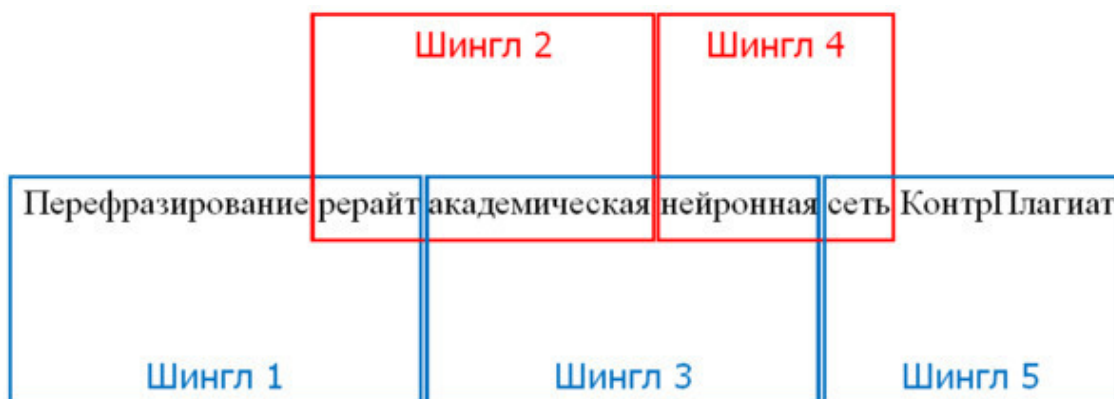 Шингл 2 Шингл 4
Перефразирование рерайт академическая нейронная сеть КонтрПлагиат
Шингл 1 Шингл 3 Шингл 5